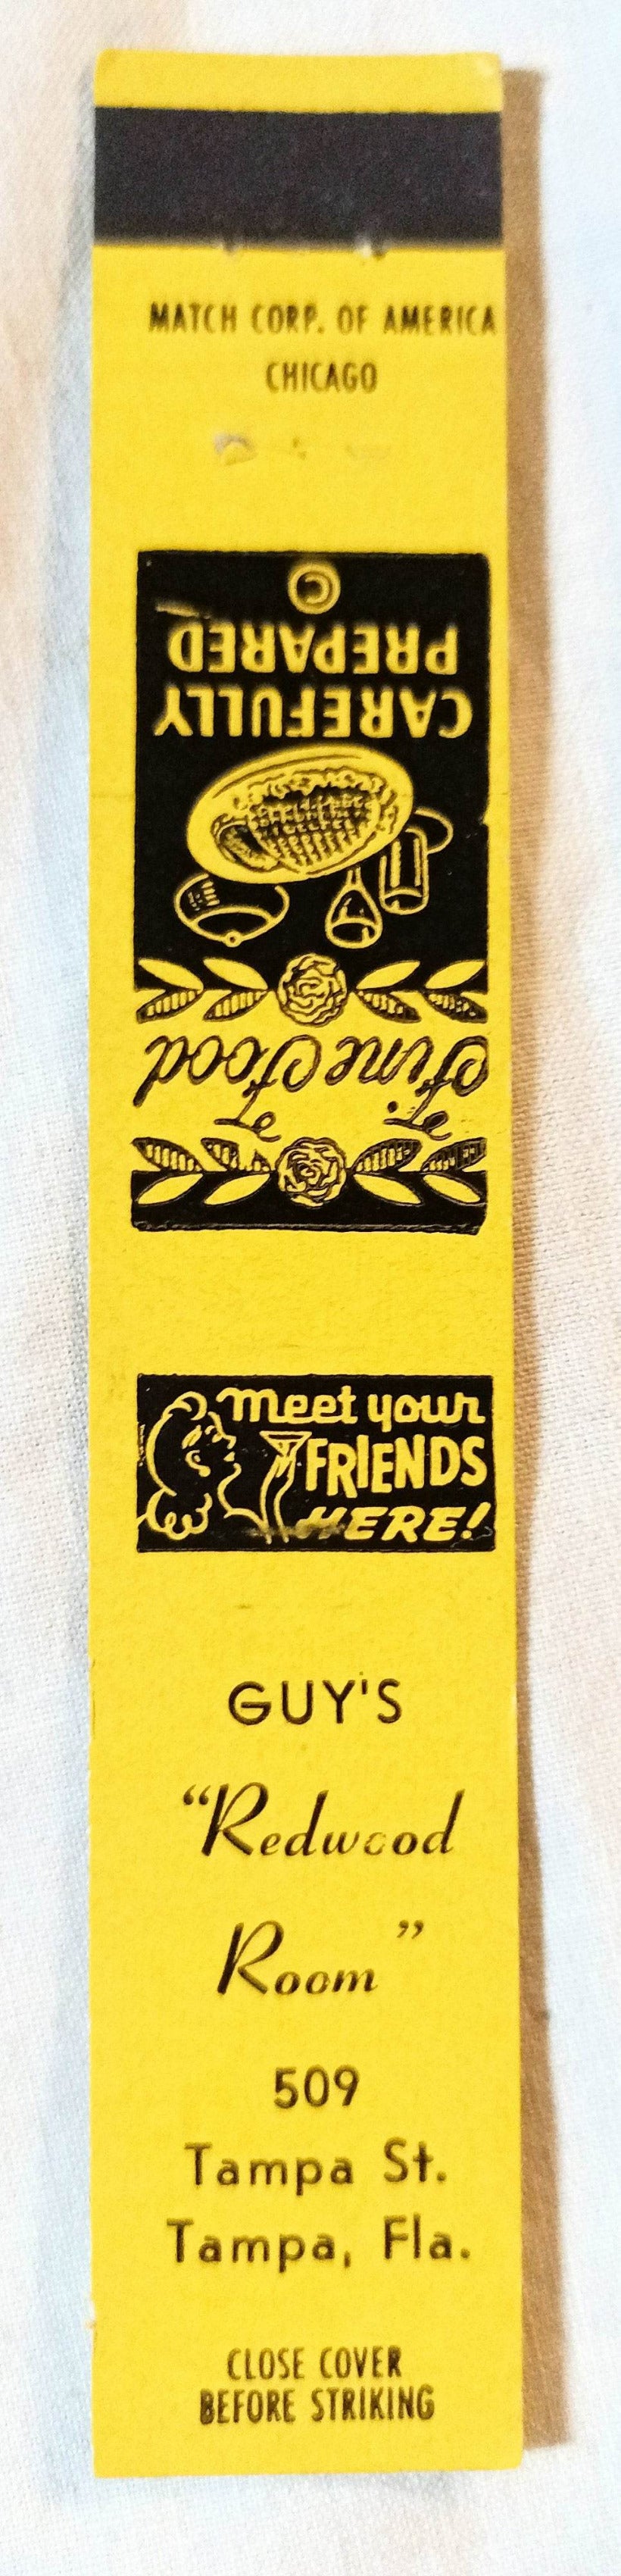 MATCH CORP. OF AMERICA
CHICAGO
Fine Food
CAREFULLY
PREPARED
©
meet your
FRIENDS
HERE!
GUY'S
"Redwood
Room"
509
Tampa St.
Tampa, Fla.
CLOSE COVER
BEFORE STRIKING